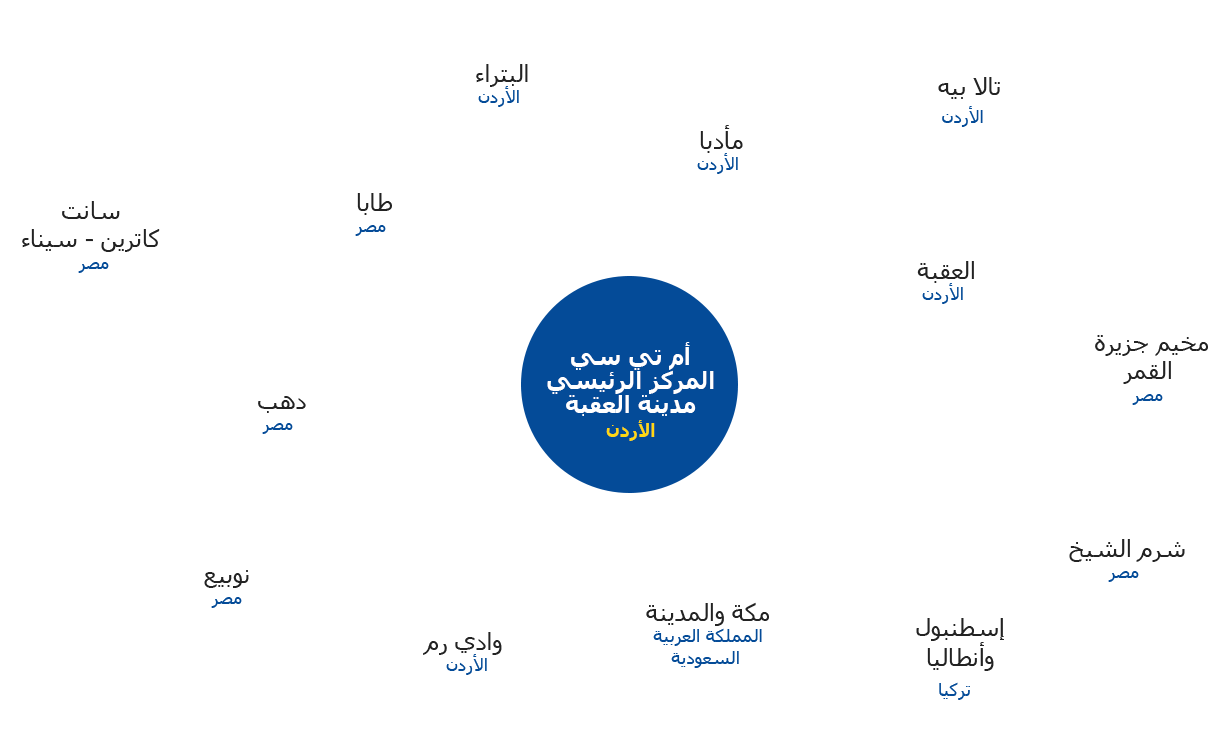 البتراء
الأردن
تالا بيه
الأردن
مأدبا
الأردن
طابا
مصر
سانت
كاترين - سيناء
مصر
العقبة
الأردن
مخيم جزيرة
القمر
مصر
أم تي سي
المركز الرئيسي
مدينة العقبة
الأردن
دهب
مصر
شرم الشيخ
مصر
نوبيع
مصر
مكة والمدينة
المملكة العربية
السعودية
إسطنبول
وأنطاليا
تركيا
وادي رم
الأردن